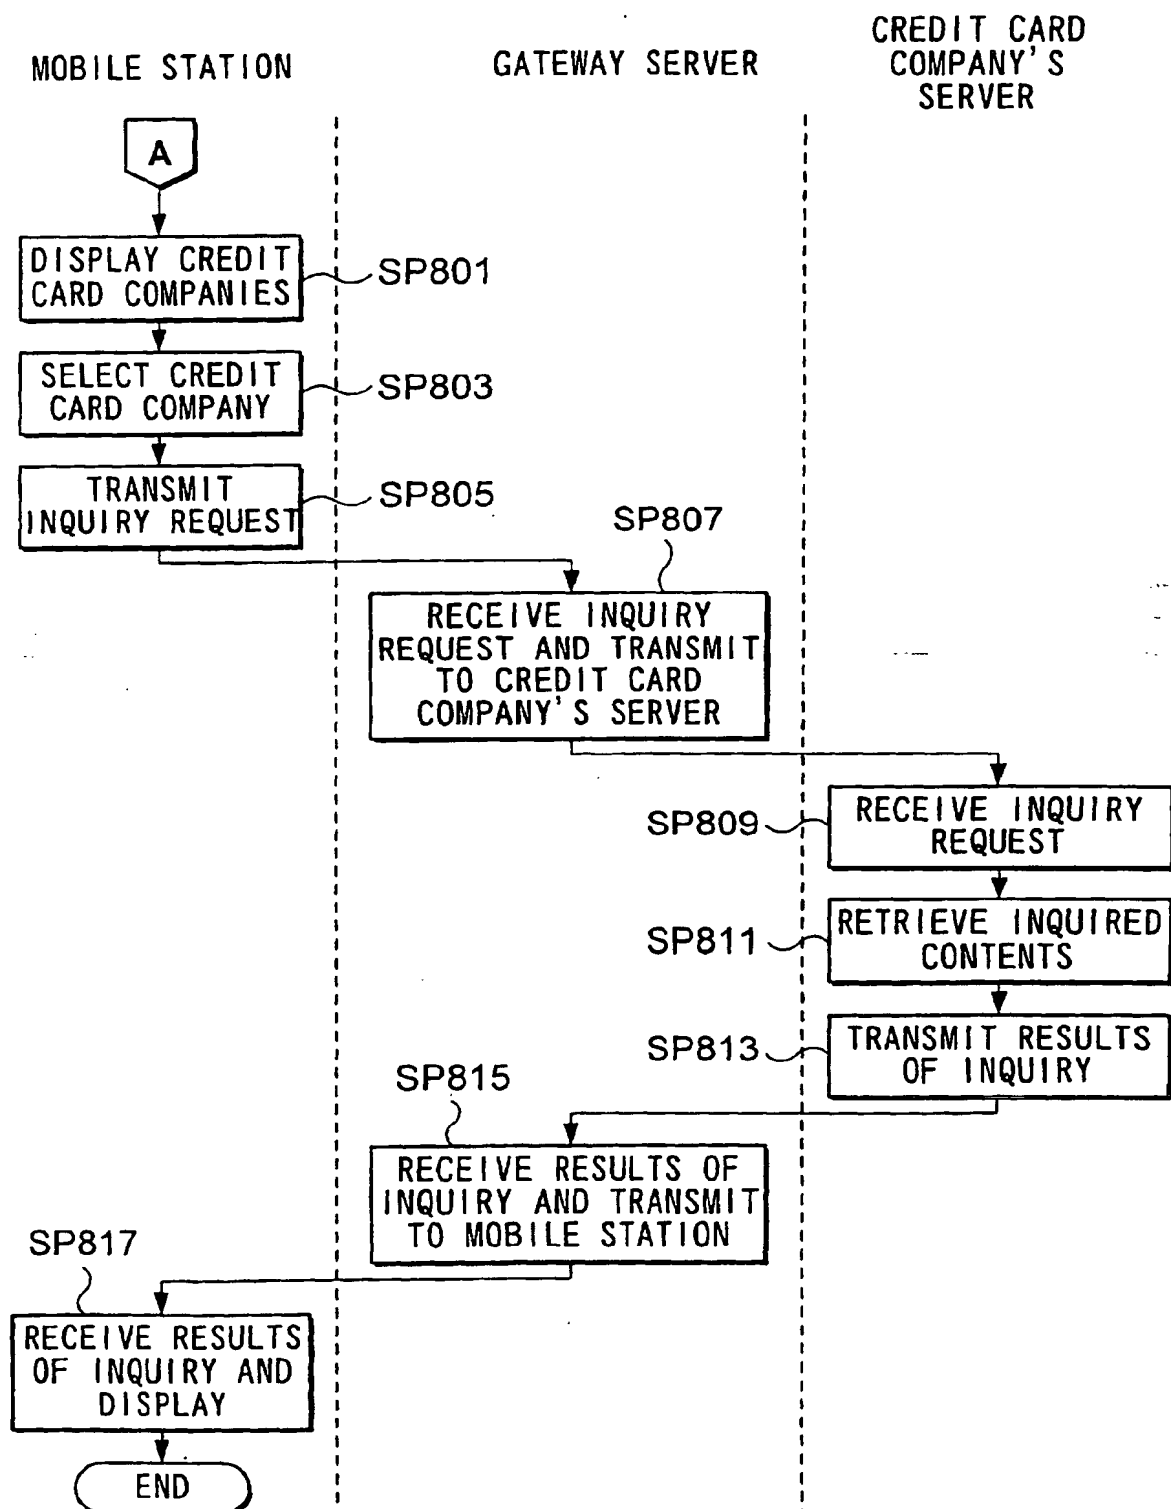 MOBILE STATION
GATEWAY SERVER
CREDIT CARD
COMPANY'S
SERVER
A
DISPLAY CREDIT
CARD COMPANIES
SP801
SELECT CREDIT
CARD COMPANY
SP803
TRANSMIT
INQUIRY REQUEST
SP805
SP807
RECEIVE INQUIRY
REQUEST AND TRANSMIT
TO CREDIT CARD
COMPANY'S SERVER
SP809
RECEIVE INQUIRY
REQUEST
SP811
RETRIEVE INQUIRED
CONTENTS
SP813
TRANSMIT RESULTS
OF INQUIRY
SP815
RECEIVE RESULTS OF
INQUIRY AND TRANSMIT
TO MOBILE STATION
SP817
RECEIVE RESULTS
OF INQUIRY AND
DISPLAY
END